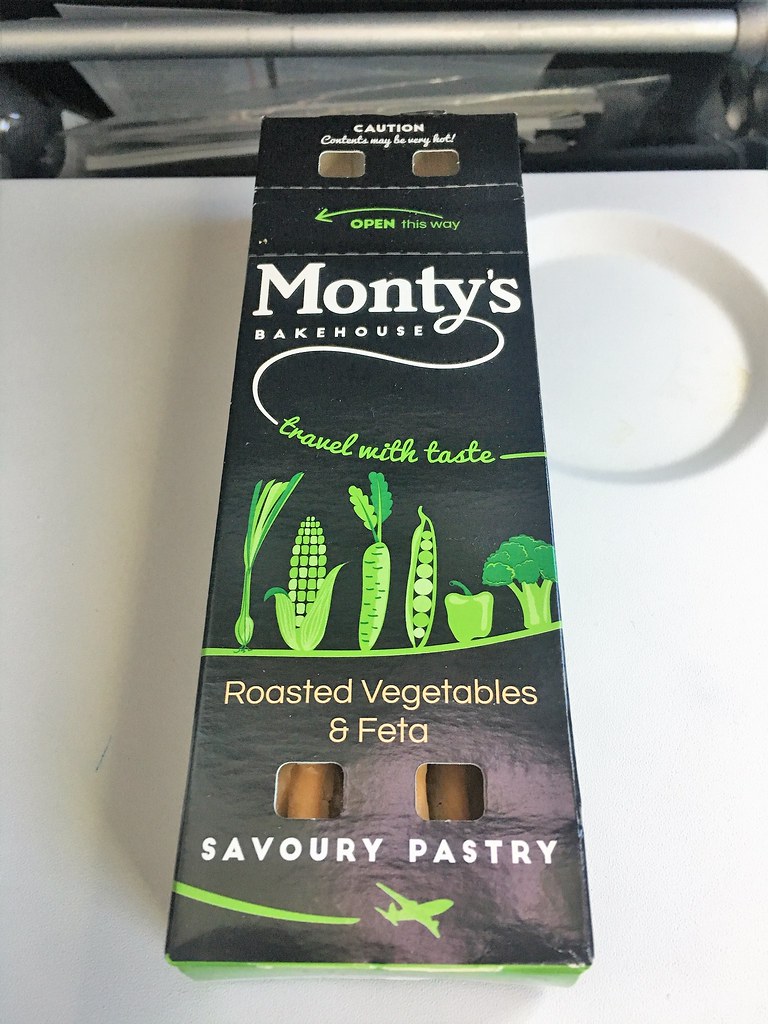 CAUTION
Contents may be very hot!
OPEN this way
Monty's
BAKEHOUSE
travel with taste
Roasted Vegetables
& Feta
SAVOURY PASTRY